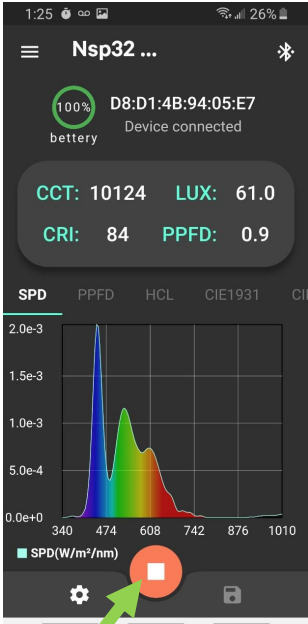 1:25 26%
Nsp32 ...
100% D8:D1:4B:94:05:E7
bettery Device connected
CCT: 10124 LUX: 61.0
CRI: 84 PPFD: 0.9
SPD PPFD HCL CIE1931 CI
2.0e-3
1.5e-3
1.0e-3
5.0e-4
0.0e+0
340 474 608 742 876 1010
SPD(W/m²/nm)